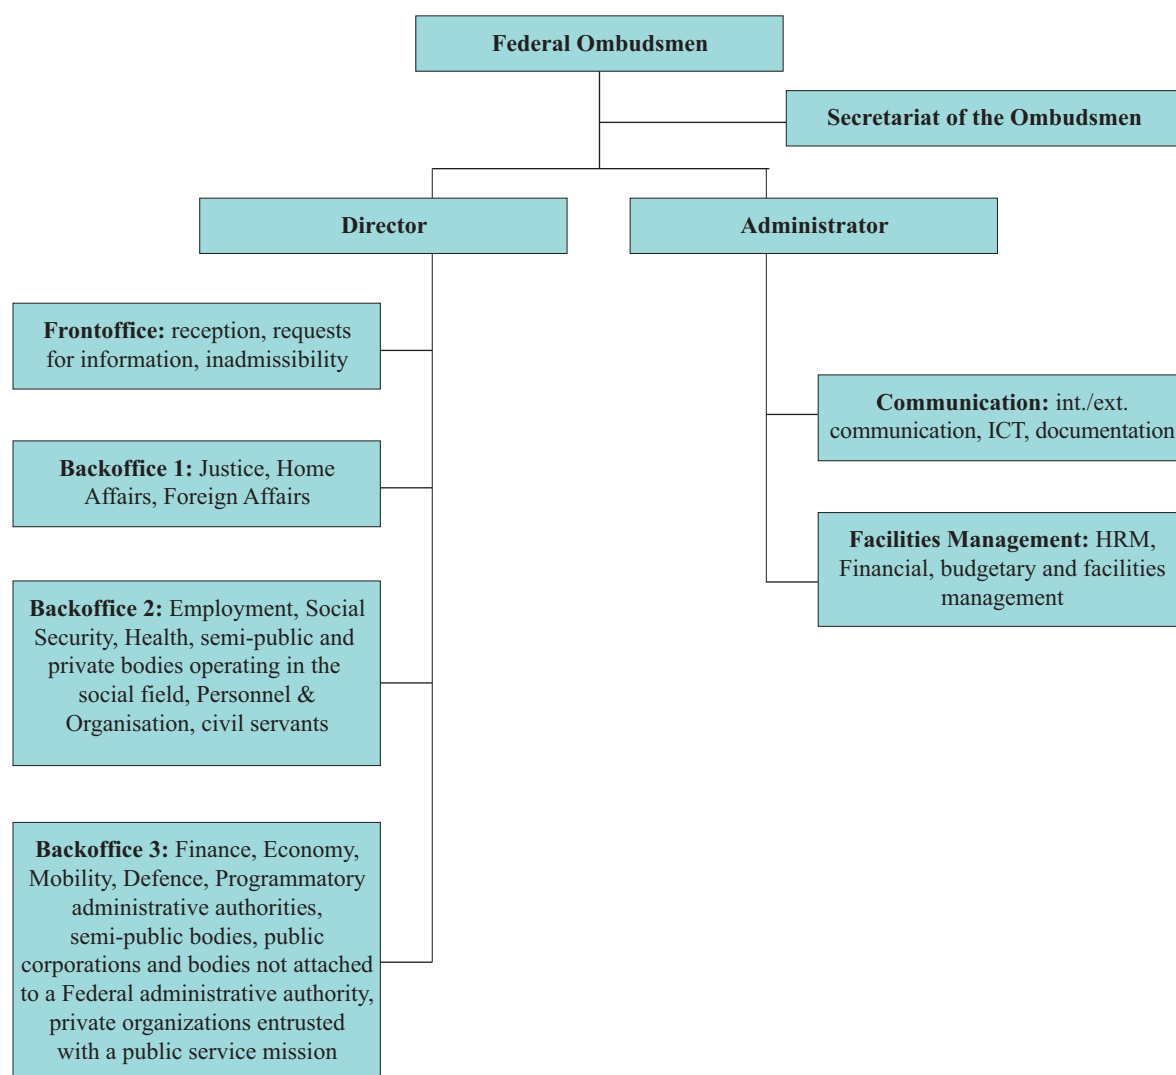 Federal Ombudsmen
Secretariat of the Ombudsmen
Director
Administrator
Frontoffice: reception, requests
for information, inadmissibility
Backoffice 1: Justice, Home
Affairs, Foreign Affairs
Backoffice 2: Employment, Social
Security, Health, semi-public and
private bodies operating in the
social field, Personnel &
Organisation, civil servants
Backoffice 3: Finance, Economy,
Mobility, Defence, Programmatory
administrative authorities,
semi-public bodies, public
corporations and bodies not attached
to a Federal administrative authority,
private organizations entrusted
with a public service mission
Communication: int./ext.
communication, ICT, documentation
Facilities Management: HRM,
Financial, budgetary and facilities
management